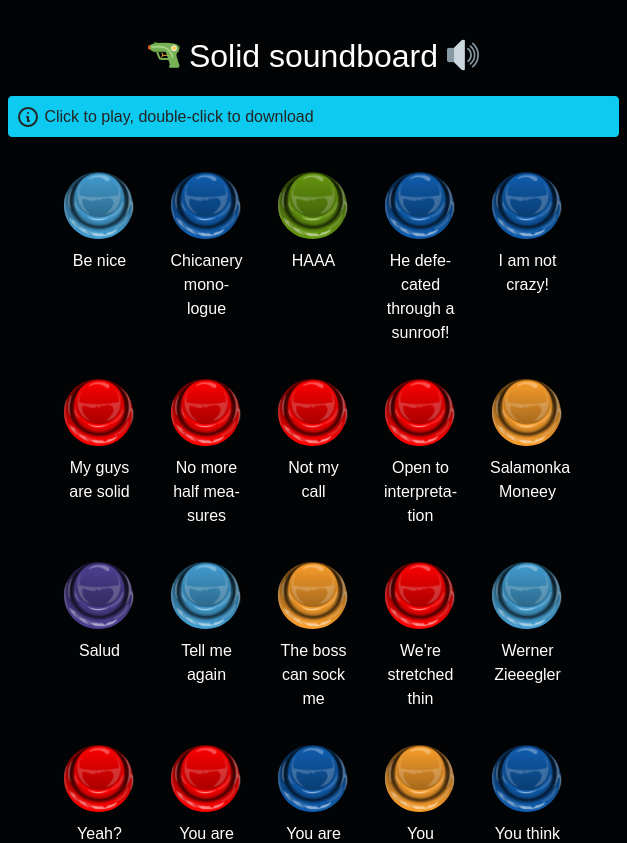 Solid soundboard
Click to play, double-click to download
Be nice
Chicanery
mono-
logue
HAAA
He defe-
cated
through a
sunroof!
I am not
crazy!
My guys
are solid
No more
half mea-
sures
Not my
call
Open to
interpreta-
tion
Salamonka
Moneey
Salud
Tell me
again
The boss
can sock
me
We're
stretched
thin
Werner
Zieeegler
Yeah?
You are
You are
You
You think